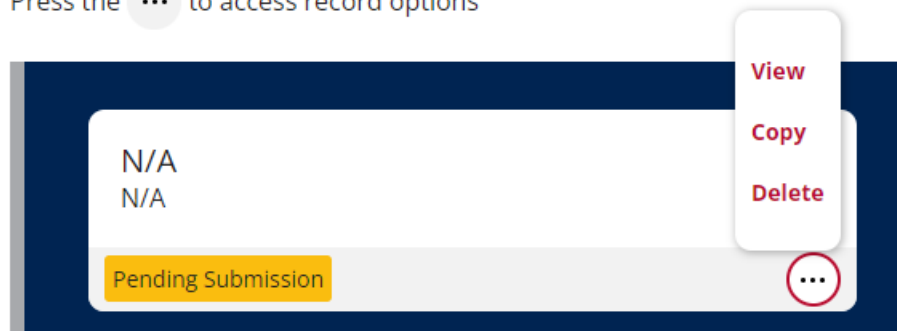 Press the ... to access record options
View
Copy
Delete
N/A
N/A
Pending Submission
...